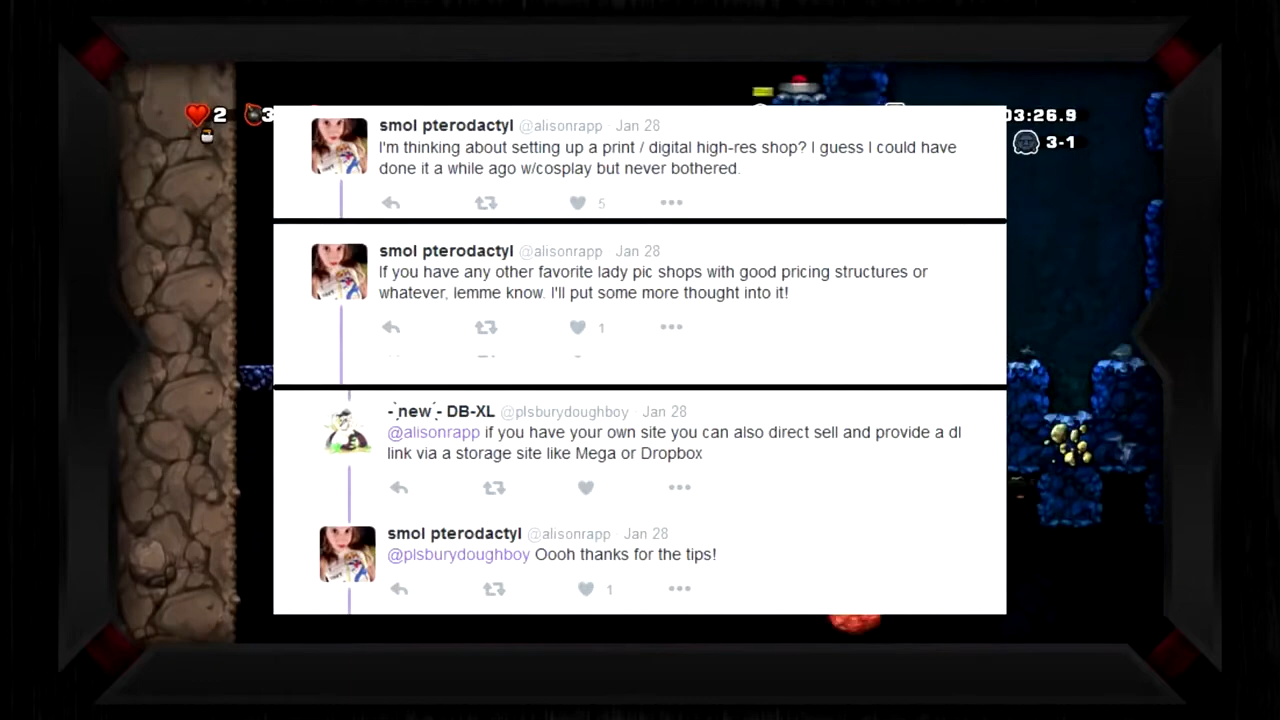 2
3
03:26.9
3-1
smol pterodactyl @alisonrapp · Jan 28
I'm thinking about setting up a print / digital high-res shop? I guess I could have
done it a while ago w/cosplay but never bothered.
5
smol pterodactyl @alisonrapp · Jan 28
If you have any other favorite lady pic shops with good pricing structures or
whatever, lemme know. I'll put some more thought into it!
1
- ̗̀new ̖́- DB-XL @plsburydoughboy · Jan 28
@alisonrapp if you have your own site you can also direct sell and provide a dl
link via a storage site like Mega or Dropbox
smol pterodactyl @alisonrapp · Jan 28
@plsburydoughboy Oooh thanks for the tips!
1